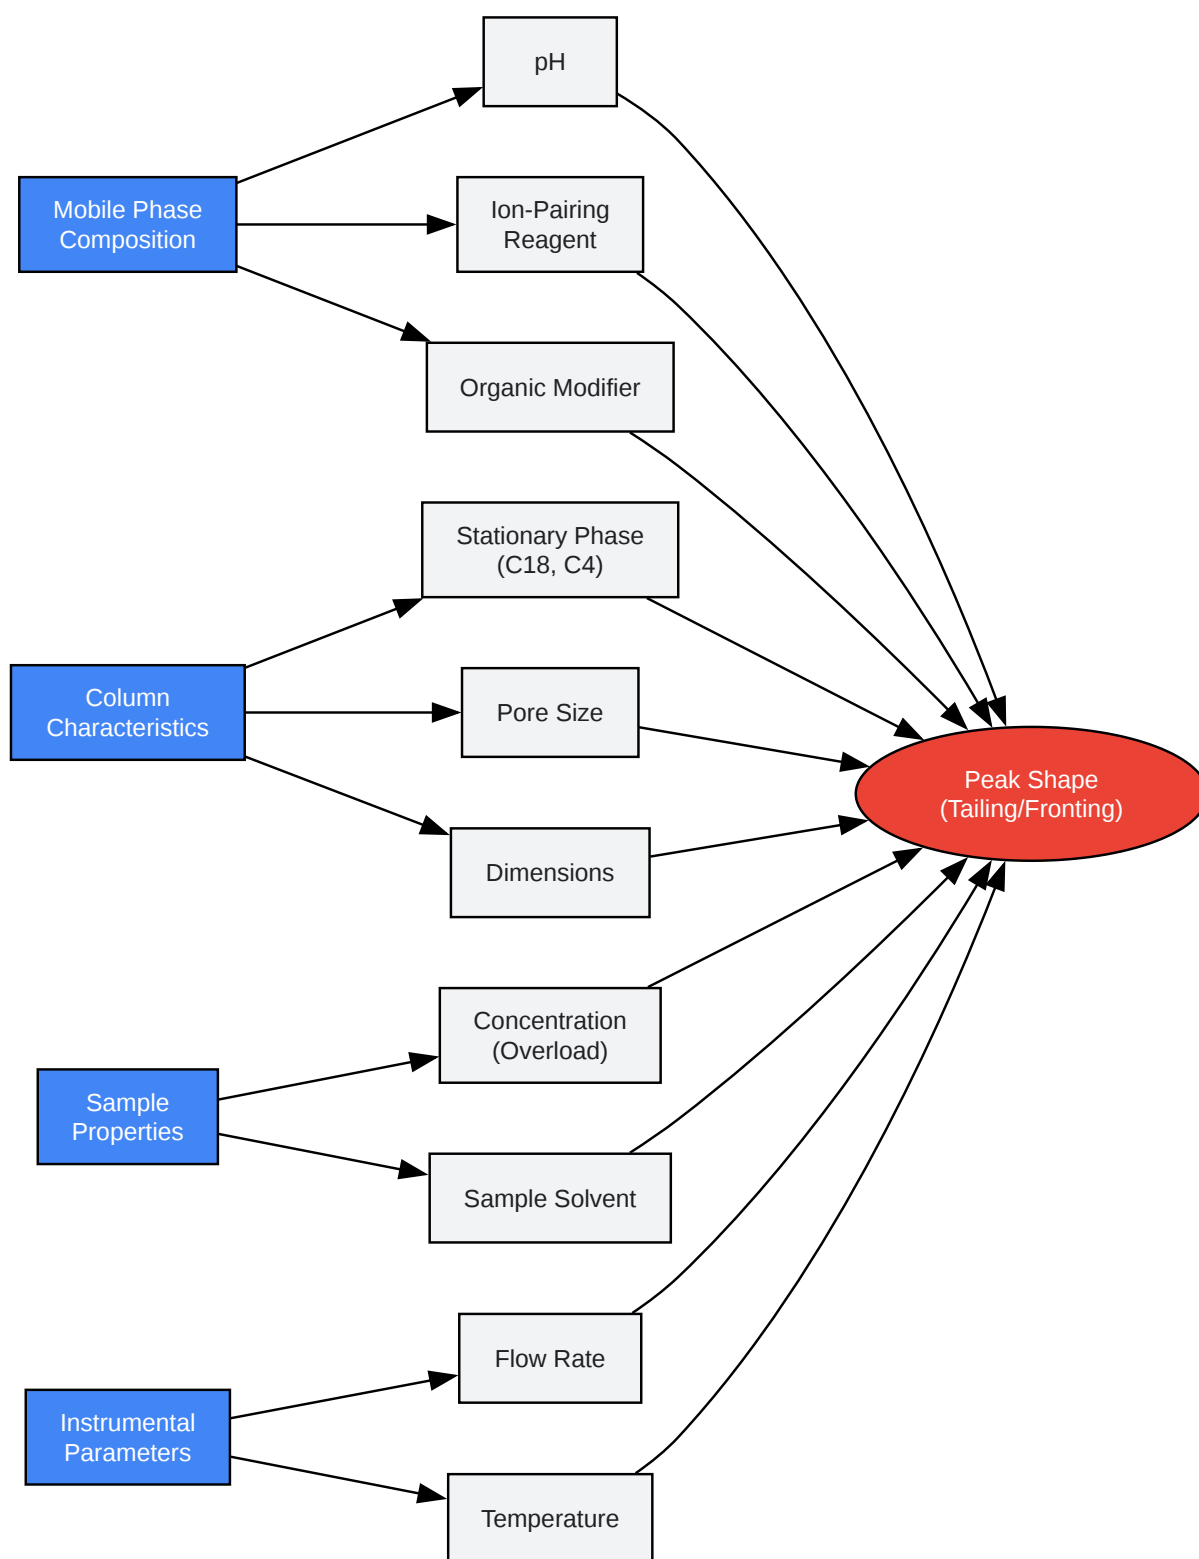 pH
Mobile Phase
Composition
Ion-Pairing
Reagent
Organic Modifier
Stationary Phase
(C18, C4)
Column
Characteristics
Pore Size
Peak Shape
(Tailing/Fronting)
Dimensions
Concentration
(Overload)
Sample
Properties
Sample Solvent
Flow Rate
Instrumental
Parameters
Temperature